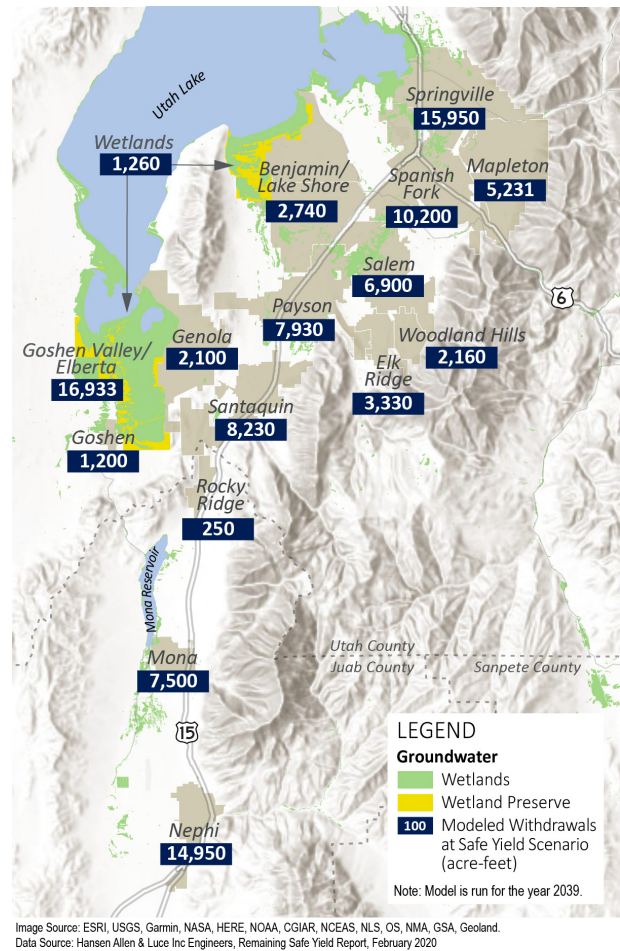 Utah Lake
Springville
15,950
Wetlands
1,260
Benjamin/
Lake Shore
2,740
Mapleton
5,231
Spanish
Fork
10,200
Salem
6,900
6
Payson
7,930
Genola
2,100
Woodland Hills
2,160
Goshen Valley/
Elberta
16,933
Elk
Ridge
3,330
Santaquin
8,230
Goshen
1,200
Rocky
Ridge
250
Mona Reservoir
Utah County
Juab County
Sanpete County
Mona
7,500
15
Nephi
14,950
LEGEND
Groundwater
Wetlands
Wetland Preserve
100 Modeled Withdrawals
at Safe Yield Scenario
(acre-feet)
Note: Model is run for the year 2039.
Image Source: ESRI, USGS, Garmin, NASA, HERE, NOAA, CGIAR, NCEAS, NLS, OS, NMA, GSA, Geoland.
Data Source: Hansen Allen & Luce Inc Engineers, Remaining Safe Yield Report, February 2020